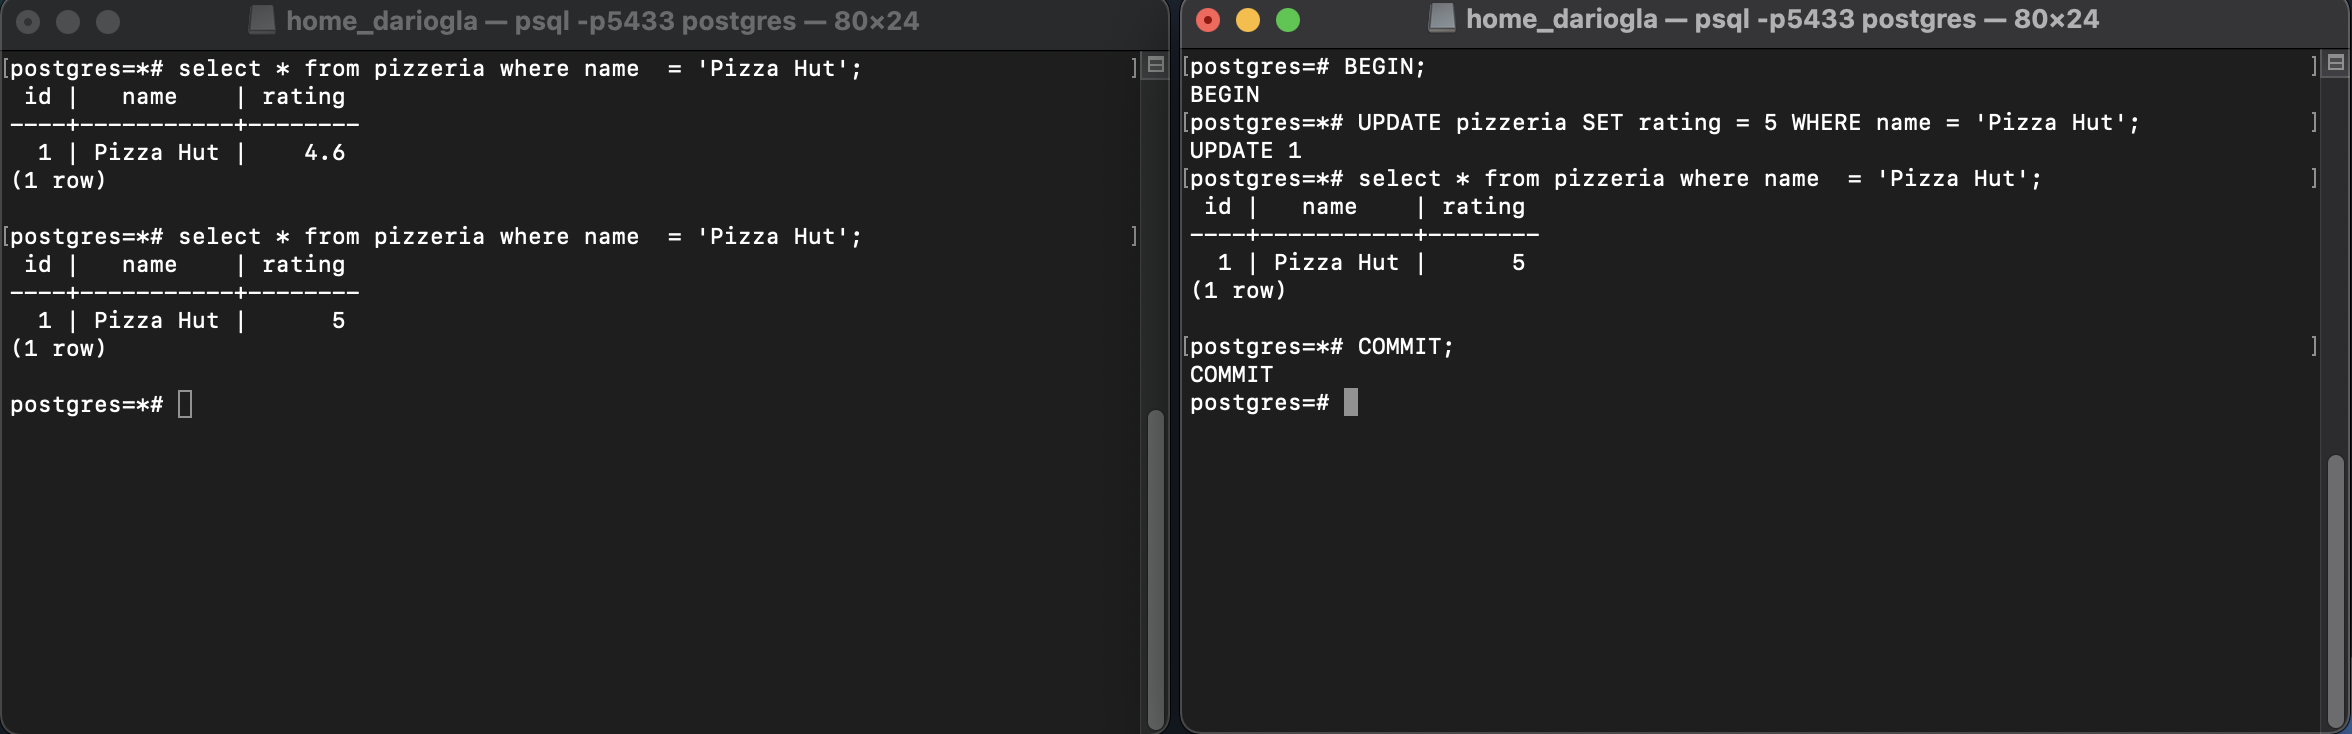 home_dariogla — psql -p5433 postgres — 80×24
[postgres=*# select * from pizzeria where name  = 'Pizza Hut'; ]
 id |   name    | rating
----+-----------+--------
  1 | Pizza Hut |    4.6
(1 row)
[postgres=*# select * from pizzeria where name  = 'Pizza Hut'; ]
 id |   name    | rating
----+-----------+--------
  1 | Pizza Hut |      5
(1 row)
postgres=*#
home_dariogla — psql -p5433 postgres — 80×24
[postgres=# BEGIN; ]
BEGIN
[postgres=*# UPDATE pizzeria SET rating = 5 WHERE name = 'Pizza Hut'; ]
UPDATE 1
[postgres=*# select * from pizzeria where name  = 'Pizza Hut'; ]
 id |   name    | rating
----+-----------+--------
  1 | Pizza Hut |      5
(1 row)
[postgres=*# COMMIT; ]
COMMIT
postgres=#